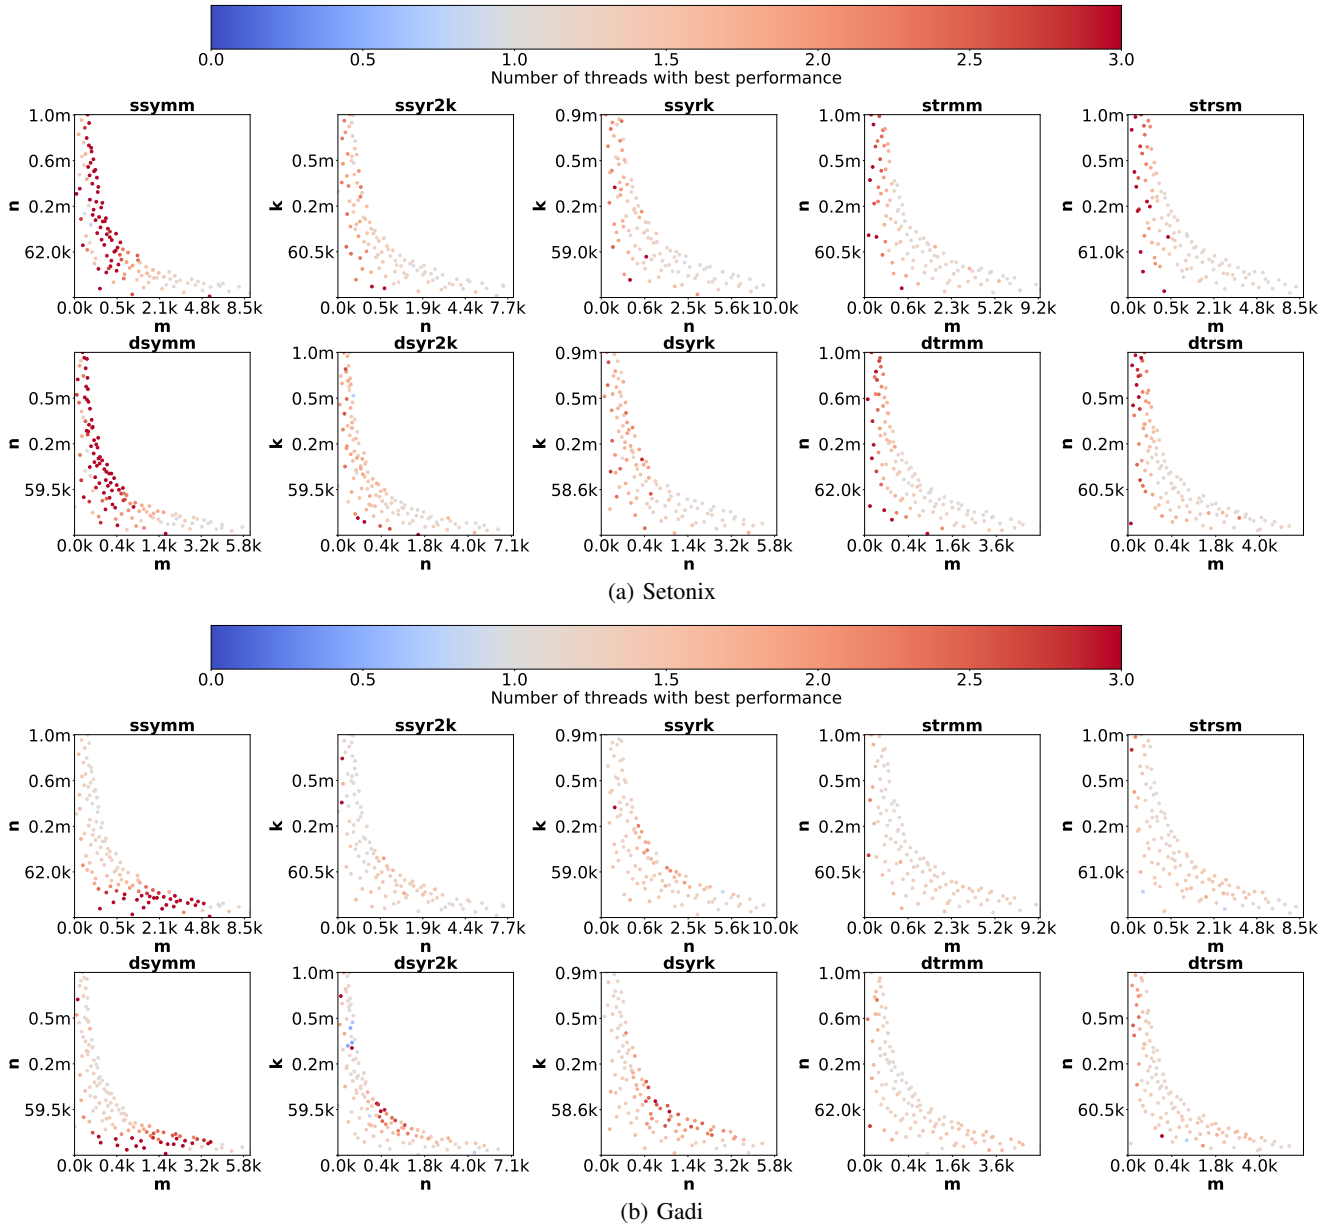 0.0 0.5 1.0 1.5 2.0 2.5 3.0
Number of threads with best performance
ssymm ssyr2k ssyrk strmm strsm
1.0m 0.6m 0.2m 62.0k
n
0.0k 0.5k 2.1k 4.8k 8.5k
m
0.5m 0.2m 60.5k
k
0.0k 0.5k 1.9k 4.4k 7.7k
n
0.9m 0.5m 0.2m 59.0k
k
0.0k 0.6k 2.5k 5.6k 10.0k
n
1.0m 0.5m 0.2m 60.5k
n
0.0k 0.6k 2.3k 5.2k 9.2k
m
1.0m 0.5m 0.2m 61.0k
n
0.0k 0.5k 2.1k 4.8k 8.5k
m
dsymm dsyr2k dsyrk dtrmm dtrsm
0.5m 0.2m 59.5k
n
0.0k 0.4k 1.4k 3.2k 5.8k
m
1.0m 0.5m 0.2m 59.5k
k
0.0k 0.4k 1.8k 4.0k 7.1k
n
0.9m 0.5m 0.2m 58.6k
k
0.0k 0.4k 1.4k 3.2k 5.8k
n
1.0m 0.6m 0.2m 62.0k
n
0.0k 0.4k 1.6k 3.6k
m
0.5m 0.2m 60.5k
n
0.0k 0.4k 1.8k 4.0k
m
(a) Setonix
0.0 0.5 1.0 1.5 2.0 2.5 3.0
Number of threads with best performance
ssymm ssyr2k ssyrk strmm strsm
1.0m 0.6m 0.2m 62.0k
n
0.0k 0.5k 2.1k 4.8k 8.5k
m
0.5m 0.2m 60.5k
k
0.0k 0.5k 1.9k 4.4k 7.7k
n
0.9m 0.5m 0.2m 59.0k
k
0.0k 0.6k 2.5k 5.6k 10.0k
n
1.0m 0.5m 0.2m 60.5k
n
0.0k 0.6k 2.3k 5.2k 9.2k
m
1.0m 0.5m 0.2m 61.0k
n
0.0k 0.5k 2.1k 4.8k 8.5k
m
dsymm dsyr2k dsyrk dtrmm dtrsm
0.5m 0.2m 59.5k
n
0.0k 0.4k 1.4k 3.2k 5.8k
m
1.0m 0.5m 0.2m 59.5k
k
0.0k 0.4k 1.8k 4.0k 7.1k
n
0.9m 0.5m 0.2m 58.6k
k
0.0k 0.4k 1.4k 3.2k 5.8k
n
1.0m 0.6m 0.2m 62.0k
n
0.0k 0.4k 1.6k 3.6k
m
0.5m 0.2m 60.5k
n
0.0k 0.4k 1.8k 4.0k
m
(b) Gadi